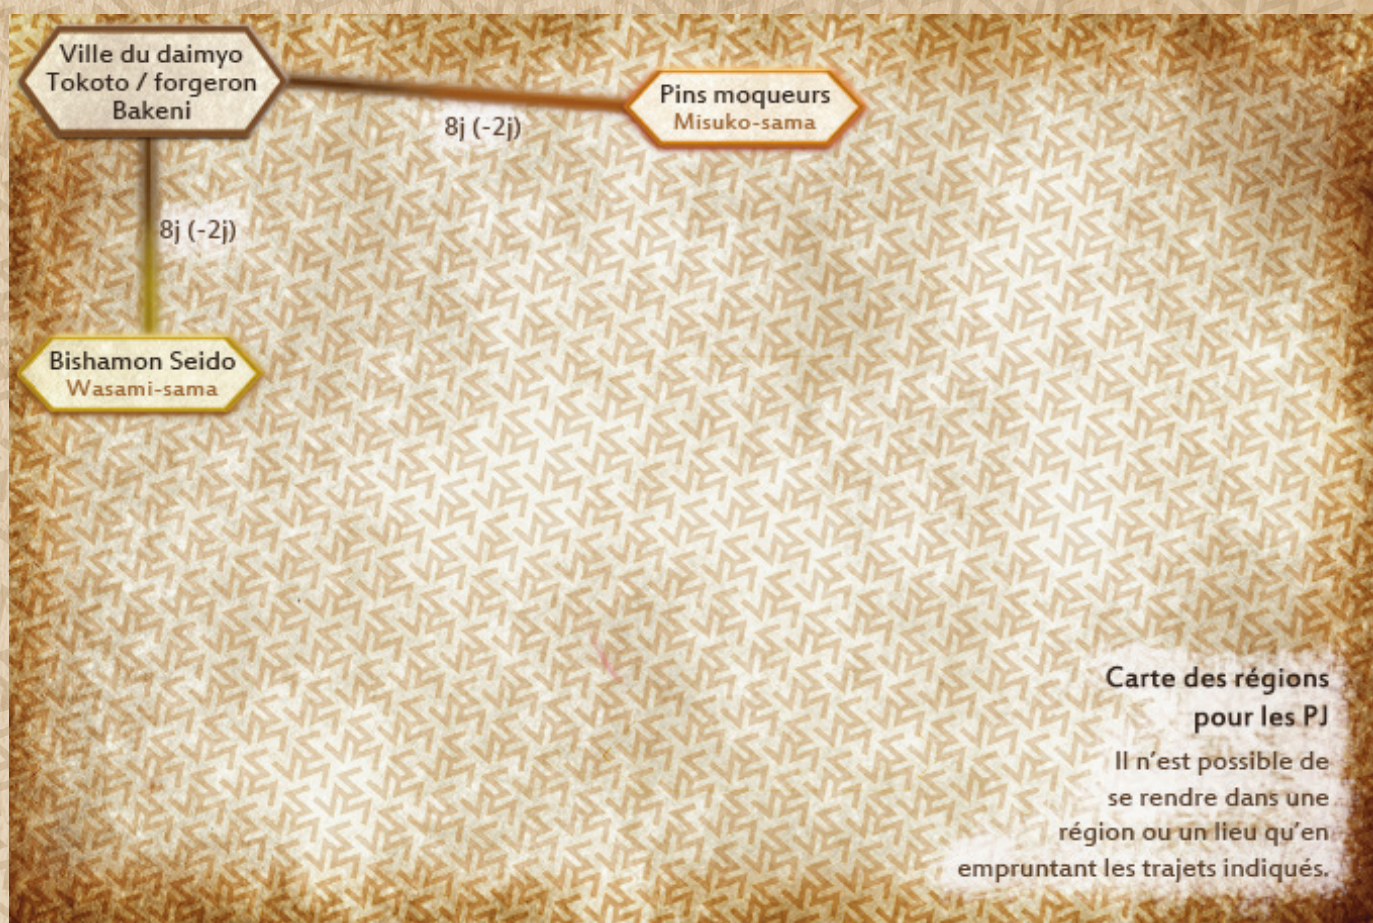 Ville du daimyo
Tokoto / forgeron
Bakeni
Pins moqueurs
Misuko-sama
8j (-2j)
8j (-2j)
Bishamon Seido
Wasami-sama
Carte des régions
pour les PJ
Il n'est possible de
se rendre dans une
région ou un lieu qu'en
empruntant les trajets indiqués.